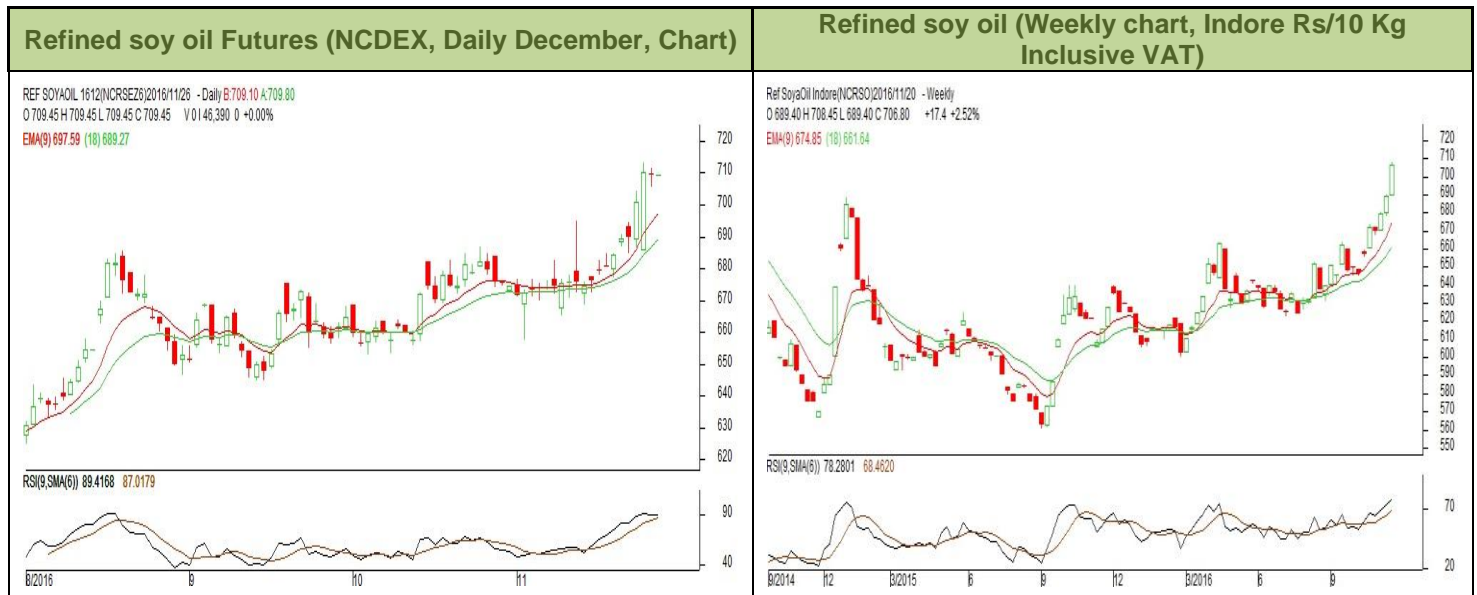 Refined soy oil Futures (NCDEX, Daily December, Chart)
Refined soy oil (Weekly chart, Indore Rs/10 Kg
Inclusive VAT)
REF SOYAOIL 1612(NCRSEZ6)2016/11/26 - Daily B:709.10 A:709.80
O 709.45 H 709.45 L 709.45 C 709.45 V 0 I 46,390 0 +0.00%
EMA(9) 697.59 (18) 689.27
720
710
700
690
680
670
660
650
640
630
620
RSI(9,SMA(6)) 89.4168 87.0179
90
40
8/2016 9 10 11
Ref SoyaOil Indore(NCRSO)2016/11/20 - Weekly
O 689.40 H 708.45 L 689.40 C 706.80 +17.4 +2.52%
EMA(9) 674.85 (18) 661.64
720
710
700
690
680
670
660
650
640
630
620
610
600
590
580
570
560
550
RSI(9,SMA(6)) 78.2801 68.4620
70
20
9/2014 12 3/2015 6 9 12 3/2016 6 9